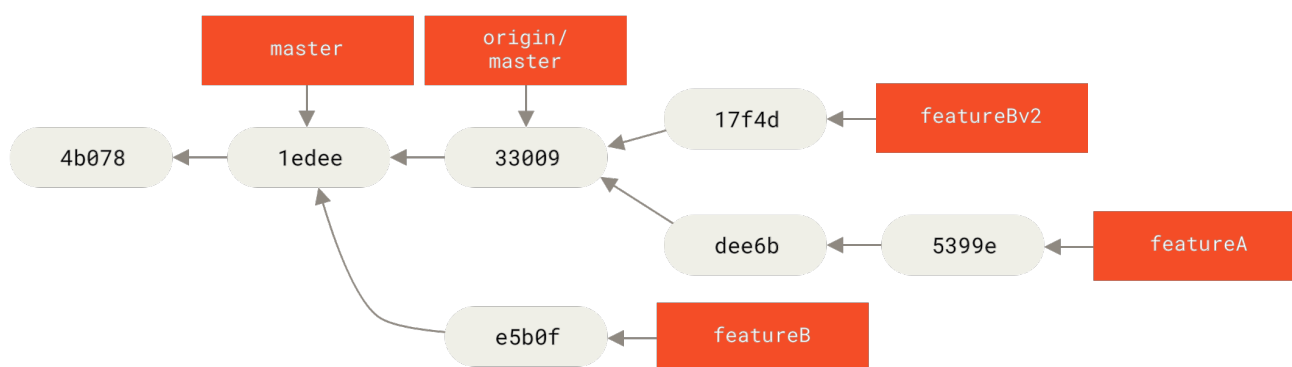 master
origin/
master
17f4d
featureBv2
4b078
1edee
33009
dee6b
5399e
featureA
e5b0f
featureB